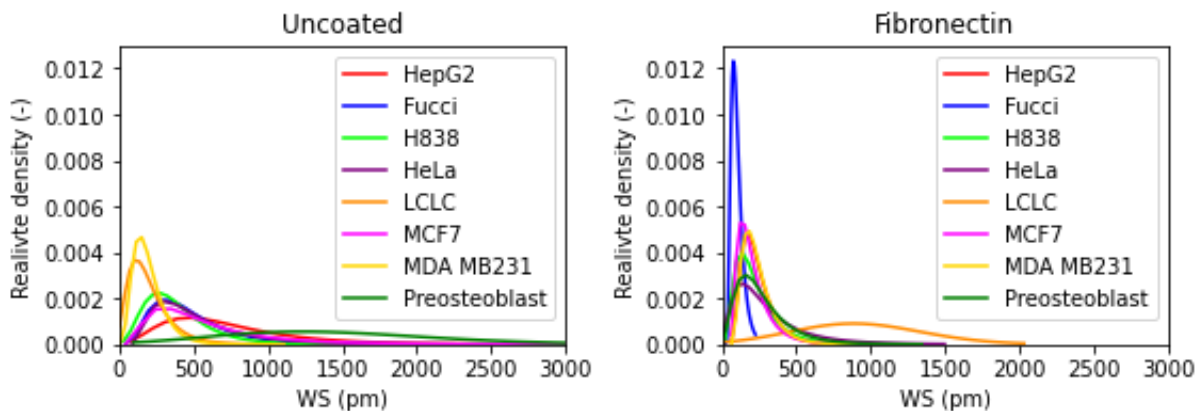 Uncoated
Realivte density (-)
0.012
0.010
0.008
0.006
0.004
0.002
0.000
HepG2
Fucci
H838
HeLa
LCLC
MCF7
MDA MB231
Preosteoblast
0
500
1000
1500
2000
2500
3000
WS (pm)
Fibronectin
Realivte density (-)
0.012
0.010
0.008
0.006
0.004
0.002
0.000
HepG2
Fucci
H838
HeLa
LCLC
MCF7
MDA MB231
Preosteoblast
0
500
1000
1500
2000
2500
3000
WS (pm)